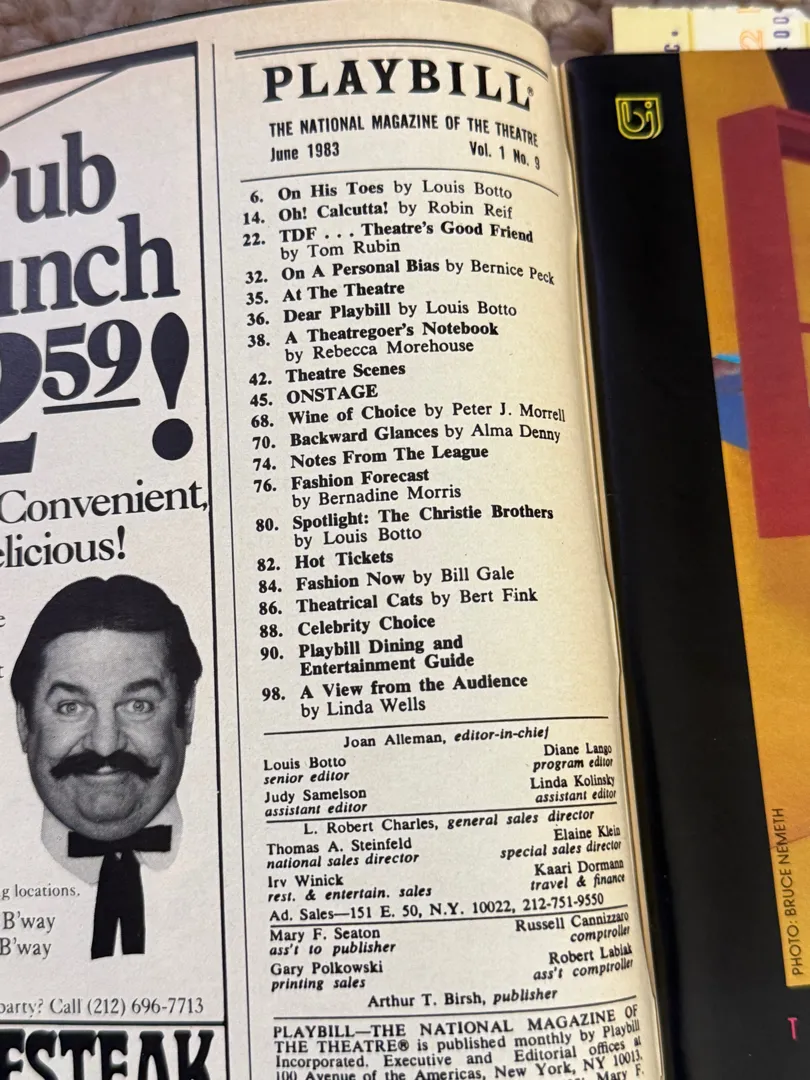 Pub
unch
2.59!
Convenient,
elicious!
g locations.
B'way
B'way
party? Call (212) 696-7713
ESTEAK
PLAYBILL®
THE NATIONAL MAGAZINE OF THE THEATRE
June 1983 Vol. 1 No. 9
6. On His Toes by Louis Botto
14. Oh! Calcutta! by Robin Reif
22. TDF . . . Theatre's Good Friend
by Tom Rubin
32. On A Personal Bias by Bernice Peck
35. At The Theatre
36. Dear Playbill by Louis Botto
38. A Theatregoer's Notebook
by Rebecca Morehouse
42. Theatre Scenes
45. ONSTAGE
68. Wine of Choice by Peter J. Morrell
70. Backward Glances by Alma Denny
74. Notes From The League
76. Fashion Forecast
by Bernadine Morris
80. Spotlight: The Christie Brothers
by Louis Botto
82. Hot Tickets
84. Fashion Now by Bill Gale
86. Theatrical Cats by Bert Fink
88. Celebrity Choice
90. Playbill Dining and
Entertainment Guide
98. A View from the Audience
by Linda Wells
Joan Alleman, editor-in-chief
Louis Botto
senior editor
Diane Lango
program editor
Judy Samelson
assistant editor
Linda Kolinsky
assistant editor
L. Robert Charles, general sales director
Thomas A. Steinfeld
national sales director
Elaine Klein
special sales director
Irv Winick
rest. & entertain. sales
Kaari Dormann
travel & finance
Ad. Sales—151 E. 50, N.Y. 10022, 212-751-9550
Mary F. Seaton
ass't to publisher
Russell Cannizzaro
comptroller
Gary Polkowski
printing sales
Robert Labiak
ass't comptroller
Arthur T. Birsh, publisher
PLAYBILL—THE NATIONAL MAGAZINE OF
THE THEATRE® is published monthly by Playbill
Incorporated. Executive and Editorial offices at
100 Avenue of the Americas, New York, NY 10013.
Mary F.
bj
PHOTO: BRUCE NEMETH
T